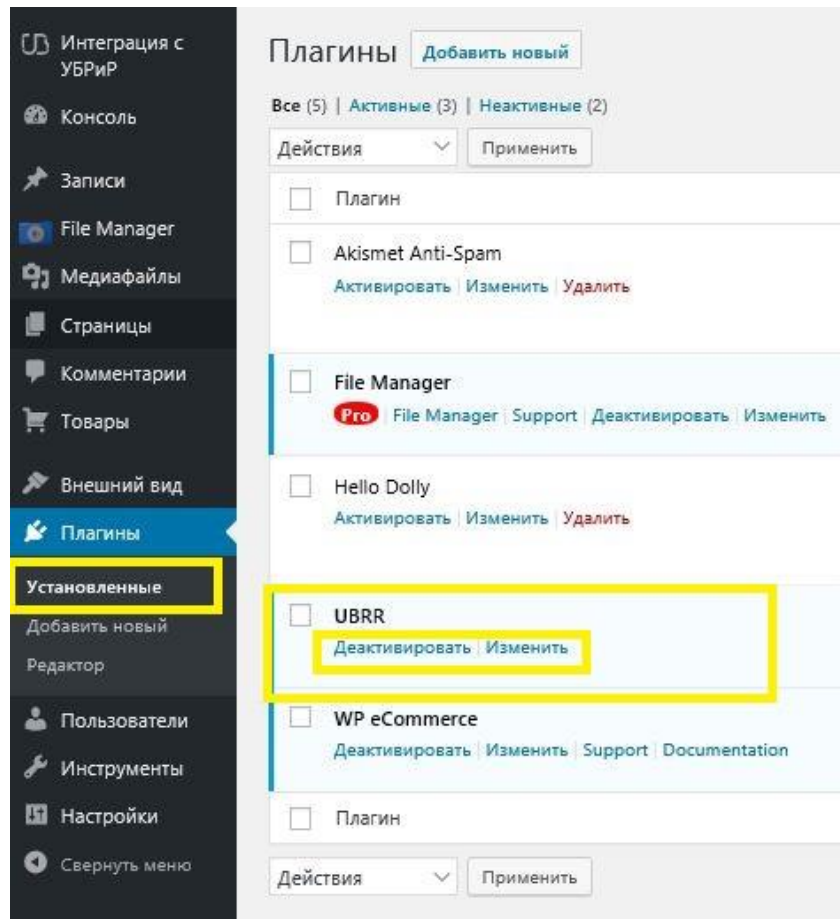 Интеграция с
УБРиР
Консоль
Записи
File Manager
Медиафайлы
Страницы
Комментарии
Товары
Внешний вид
Плагины
Установленные
Добавить новый
Редактор
Пользователи
Инструменты
Настройки
Свернуть меню
Плагины Добавить новый
Все (5) | Активные (3) | Неактивные (2)
Действия Применить
Плагин
Akismet Anti-Spam
Активировать | Изменить | Удалить
File Manager
Pro | File Manager | Support | Деактивировать | Изменить
Hello Dolly
Активировать | Изменить | Удалить
UBRR
Деактивировать | Изменить
WP eCommerce
Деактивировать | Изменить | Support | Documentation
Плагин
Действия Применить